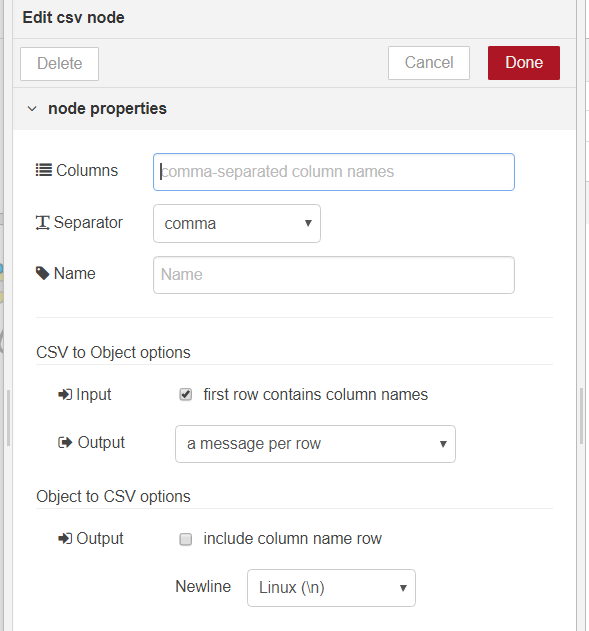 Edit csv node
Delete Cancel Done
node properties
Columns comma-separated column names
Separator comma
Name Name
CSV to Object options
Input first row contains column names
Output a message per row
Object to CSV options
Output include column name row
Newline Linux (\n)